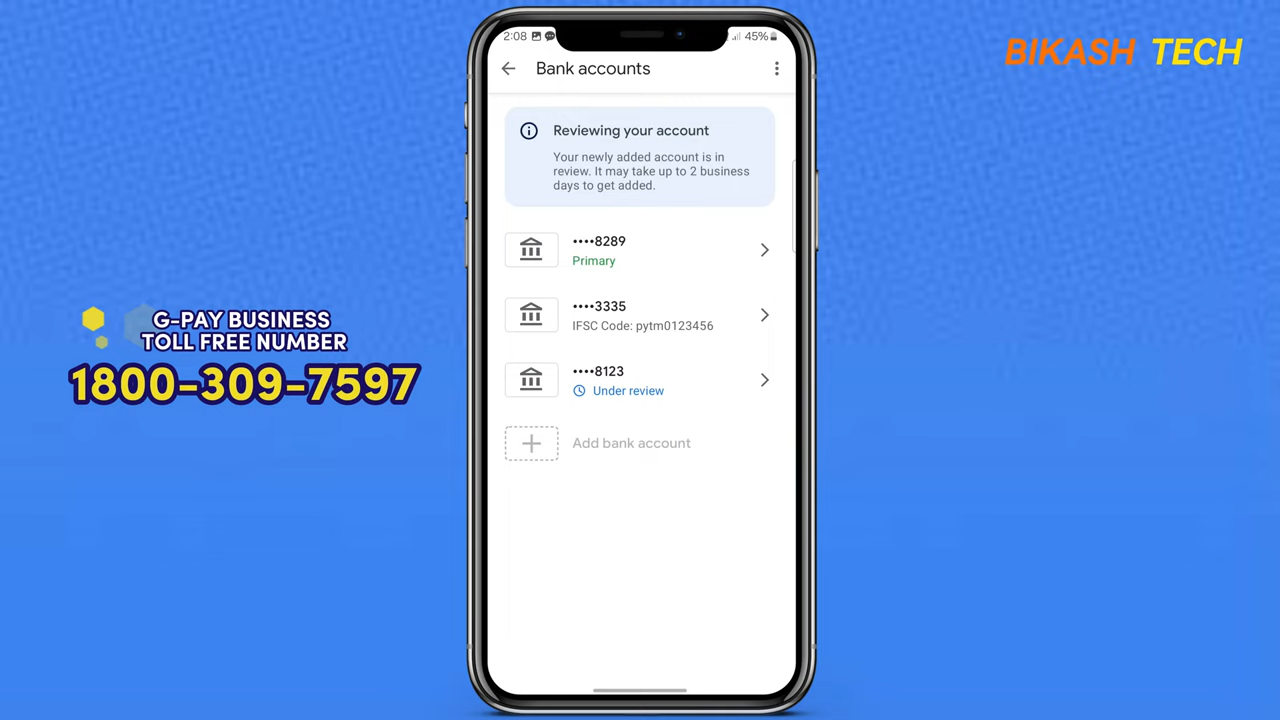 2:08 45%
Bank accounts
BIKASH TECH
Reviewing your account
Your newly added account is in
review. It may take up to 2 business
days to get added.
••••8289
Primary
••••3335
IFSC Code: pytm0123456
••••8123
Under review
Add bank account
G-PAY BUSINESS
TOLL FREE NUMBER
1800-309-7597